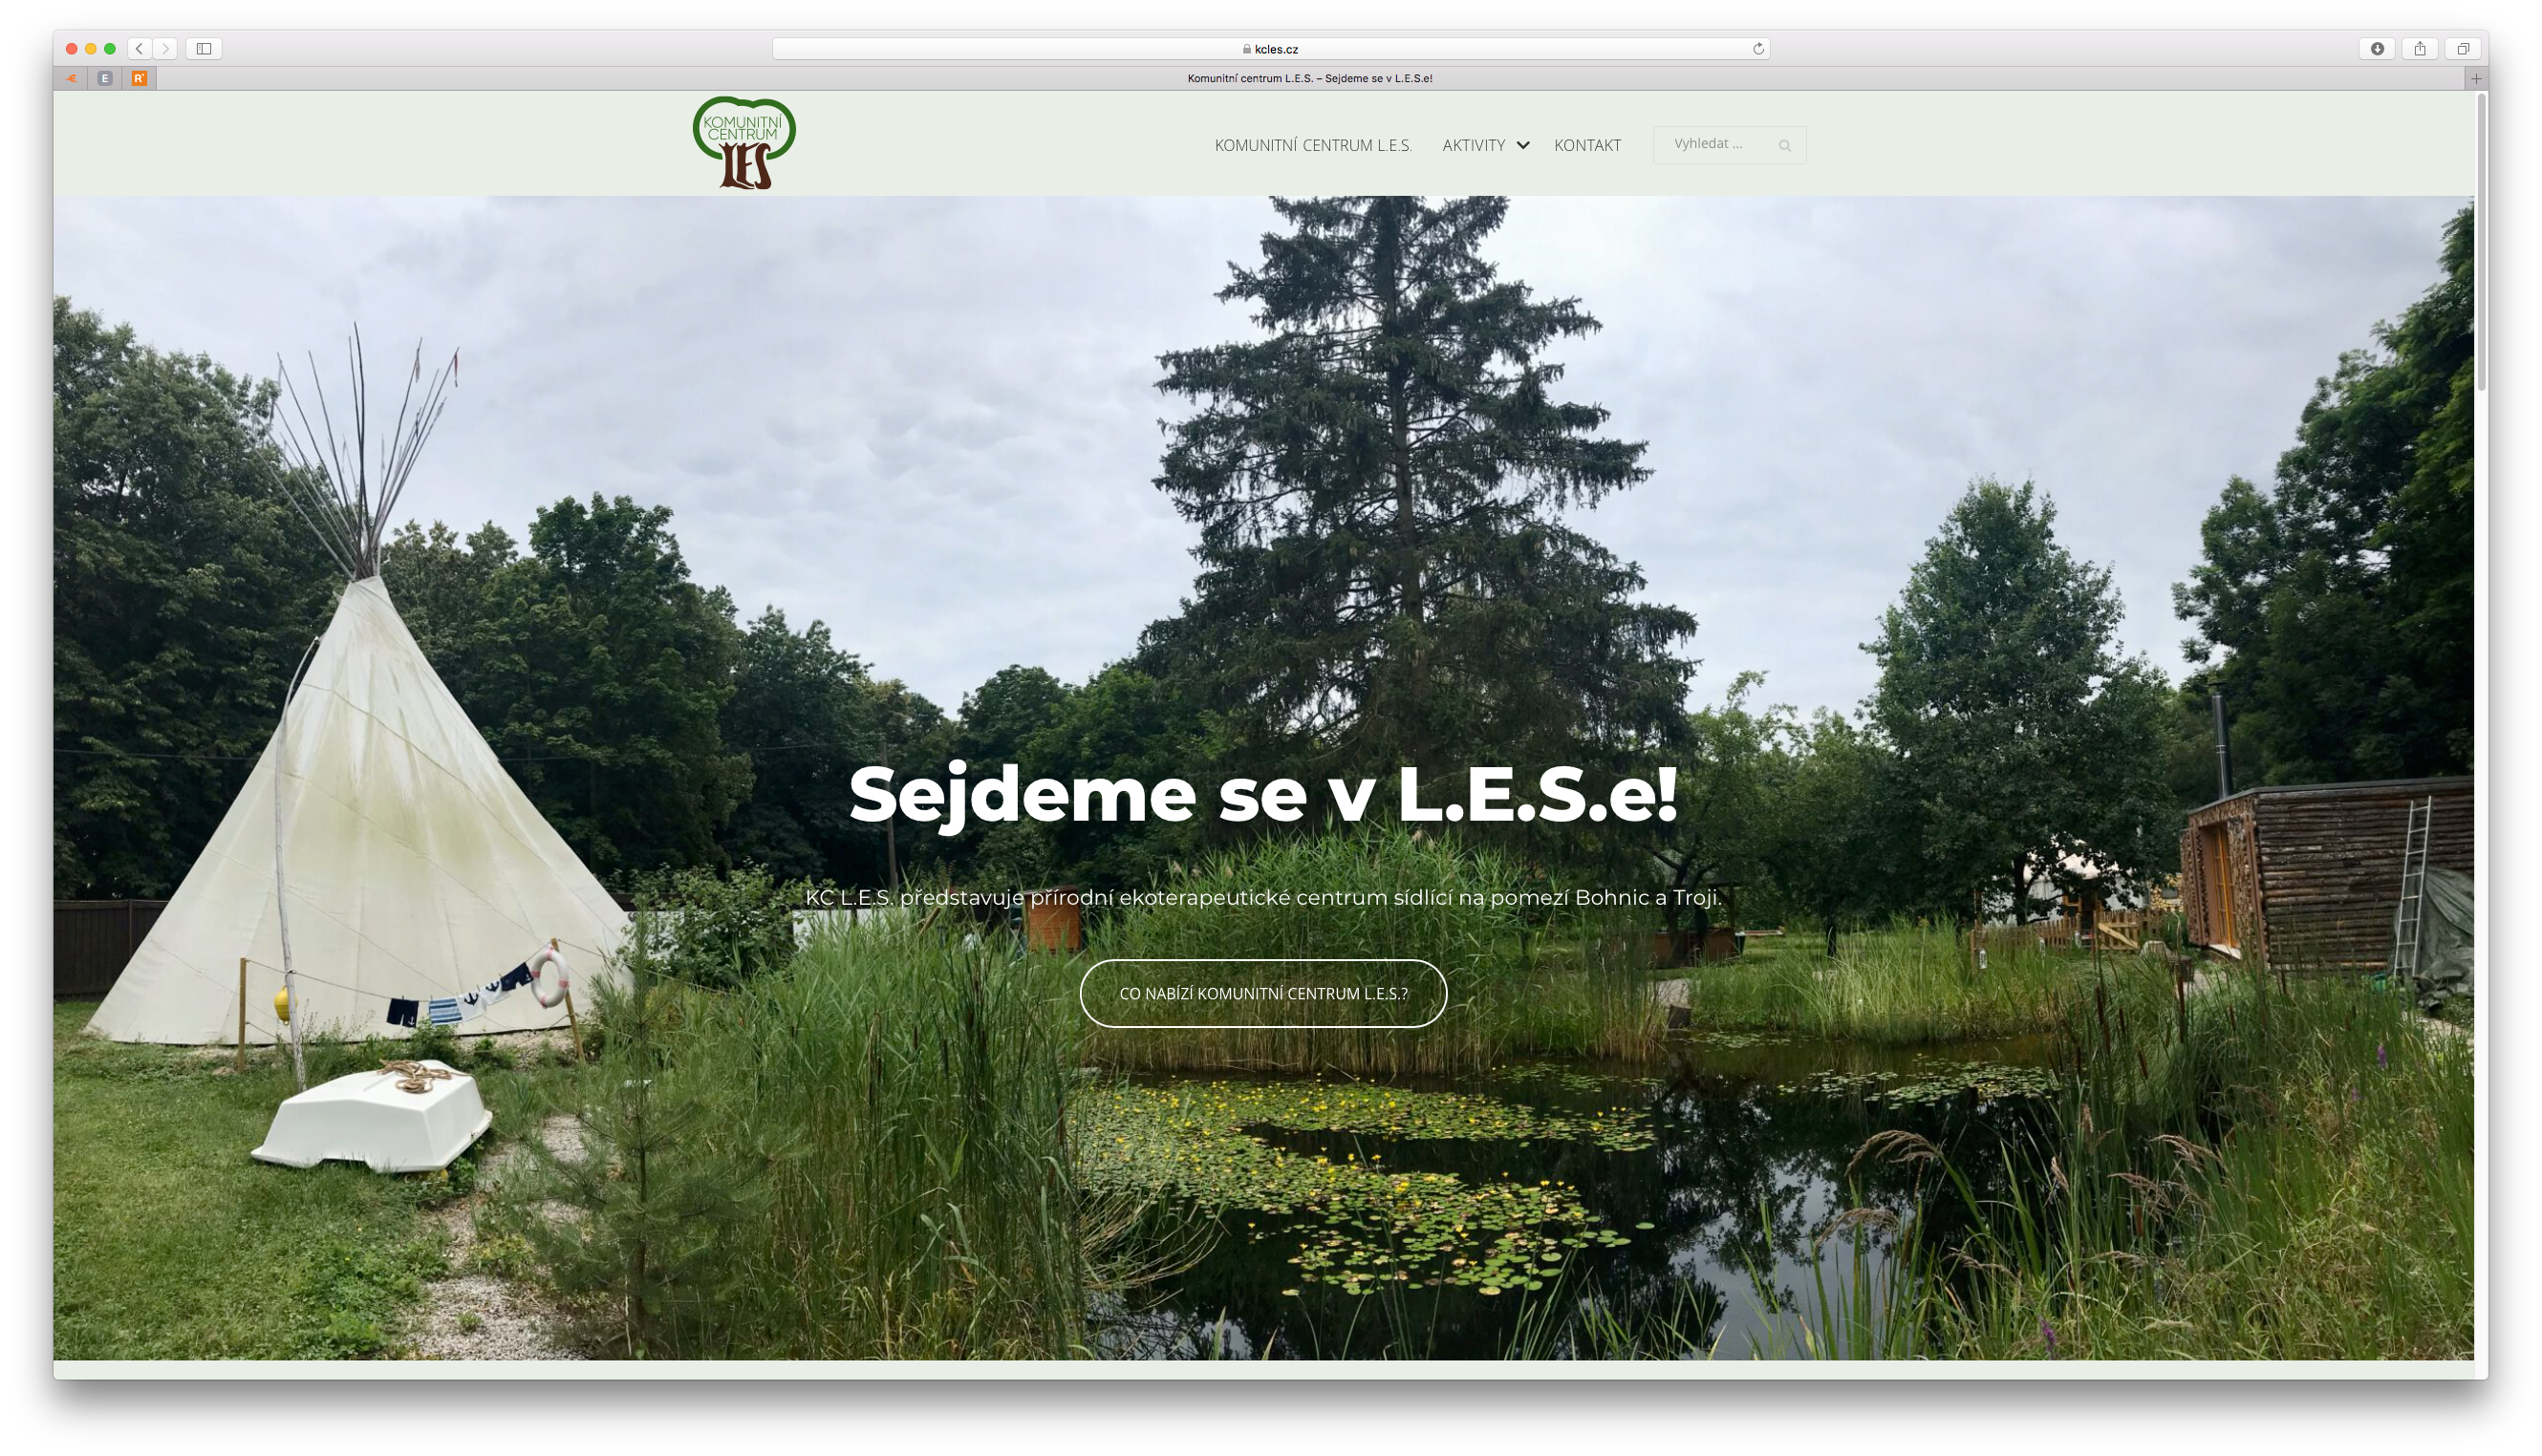 kcles.cz
E
R
Komunitní centrum L.E.S. – Sejdeme se v L.E.S.e!
KOMUNITNÍ
CENTRUM
LES
KOMUNITNÍ CENTRUM L.E.S.
AKTIVITY
KONTAKT
Vyhledat ...
Sejdeme se v L.E.S.e!
KC L.E.S. představuje přírodní ekoterapeutické centrum sídlící na pomezí Bohnic a Troji.
CO NABÍZÍ KOMUNITNÍ CENTRUM L.E.S.?